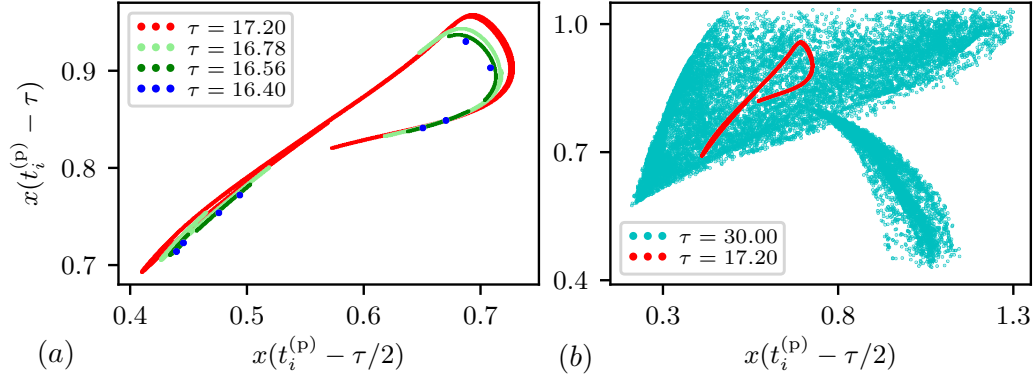 x(t_i^(p) − τ)
0.9
0.8
0.7
τ = 17.20
τ = 16.78
τ = 16.56
τ = 16.40
0.4 0.5 0.6 0.7
(a) x(t_i^(p) − τ/2)
1.0
0.7
0.4
τ = 30.00
τ = 17.20
0.3 0.8 1.3
(b) x(t_i^(p) − τ/2)